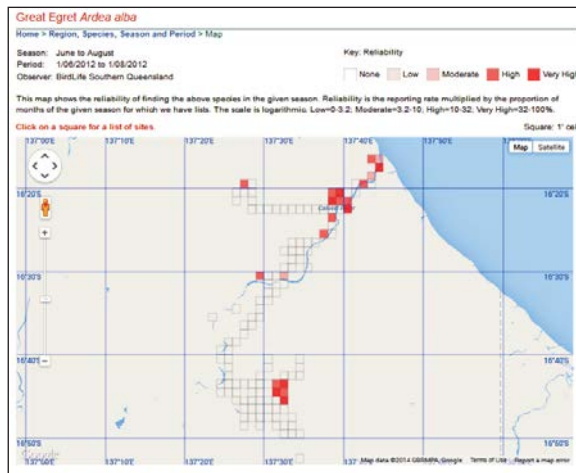 Great Egret Ardea alba
Home > Region, Species, Season and Period > Map
Season: June to August
Period: 1/06/2012 to 1/08/2012
Observer: BirdLife Southern Queensland
Key: Reliability
None Low Moderate High Very High
This map shows the reliability of finding the above species in the given season. Reliability is the reporting rate multiplied by the proportion of
months of the given season for which we have lists. The scale is logarithmic. Low=0-3.2; Moderate=3.2-10; High=10-32; Very High=32-100%.
Click on a square for a list of sites
Square: 1' cel
137°00'E 137°10'E 137°20'E 137°30'E 137°40'E 137°50'E
Map Satellite
16°20'S 16°20'S
16°30'S 16°30'S
16°40'S 16°40'S
16°50'S 16°50'S
Google
Map data ©2014 GBRMPA, Google Terms of Use Report a map error
137°00'E 137°10'E 137°20'E 137°30'E